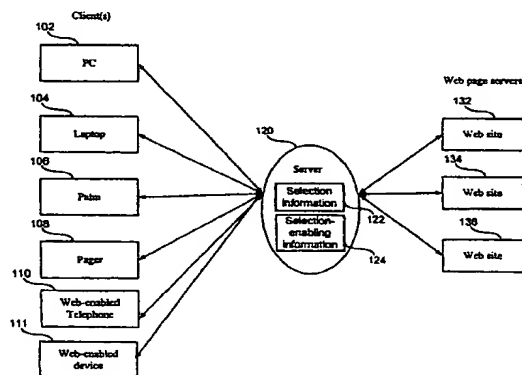 Client(s)
102
PC
104
Laptop
106
Palm
108
Pager
110
Web-enabled
Telephone
111
Web-enabled
device
120
Server
Selection
Information
122
Selection-
enabling
information
124
Web page servers
132
Web site
134
Web site
136
Web site